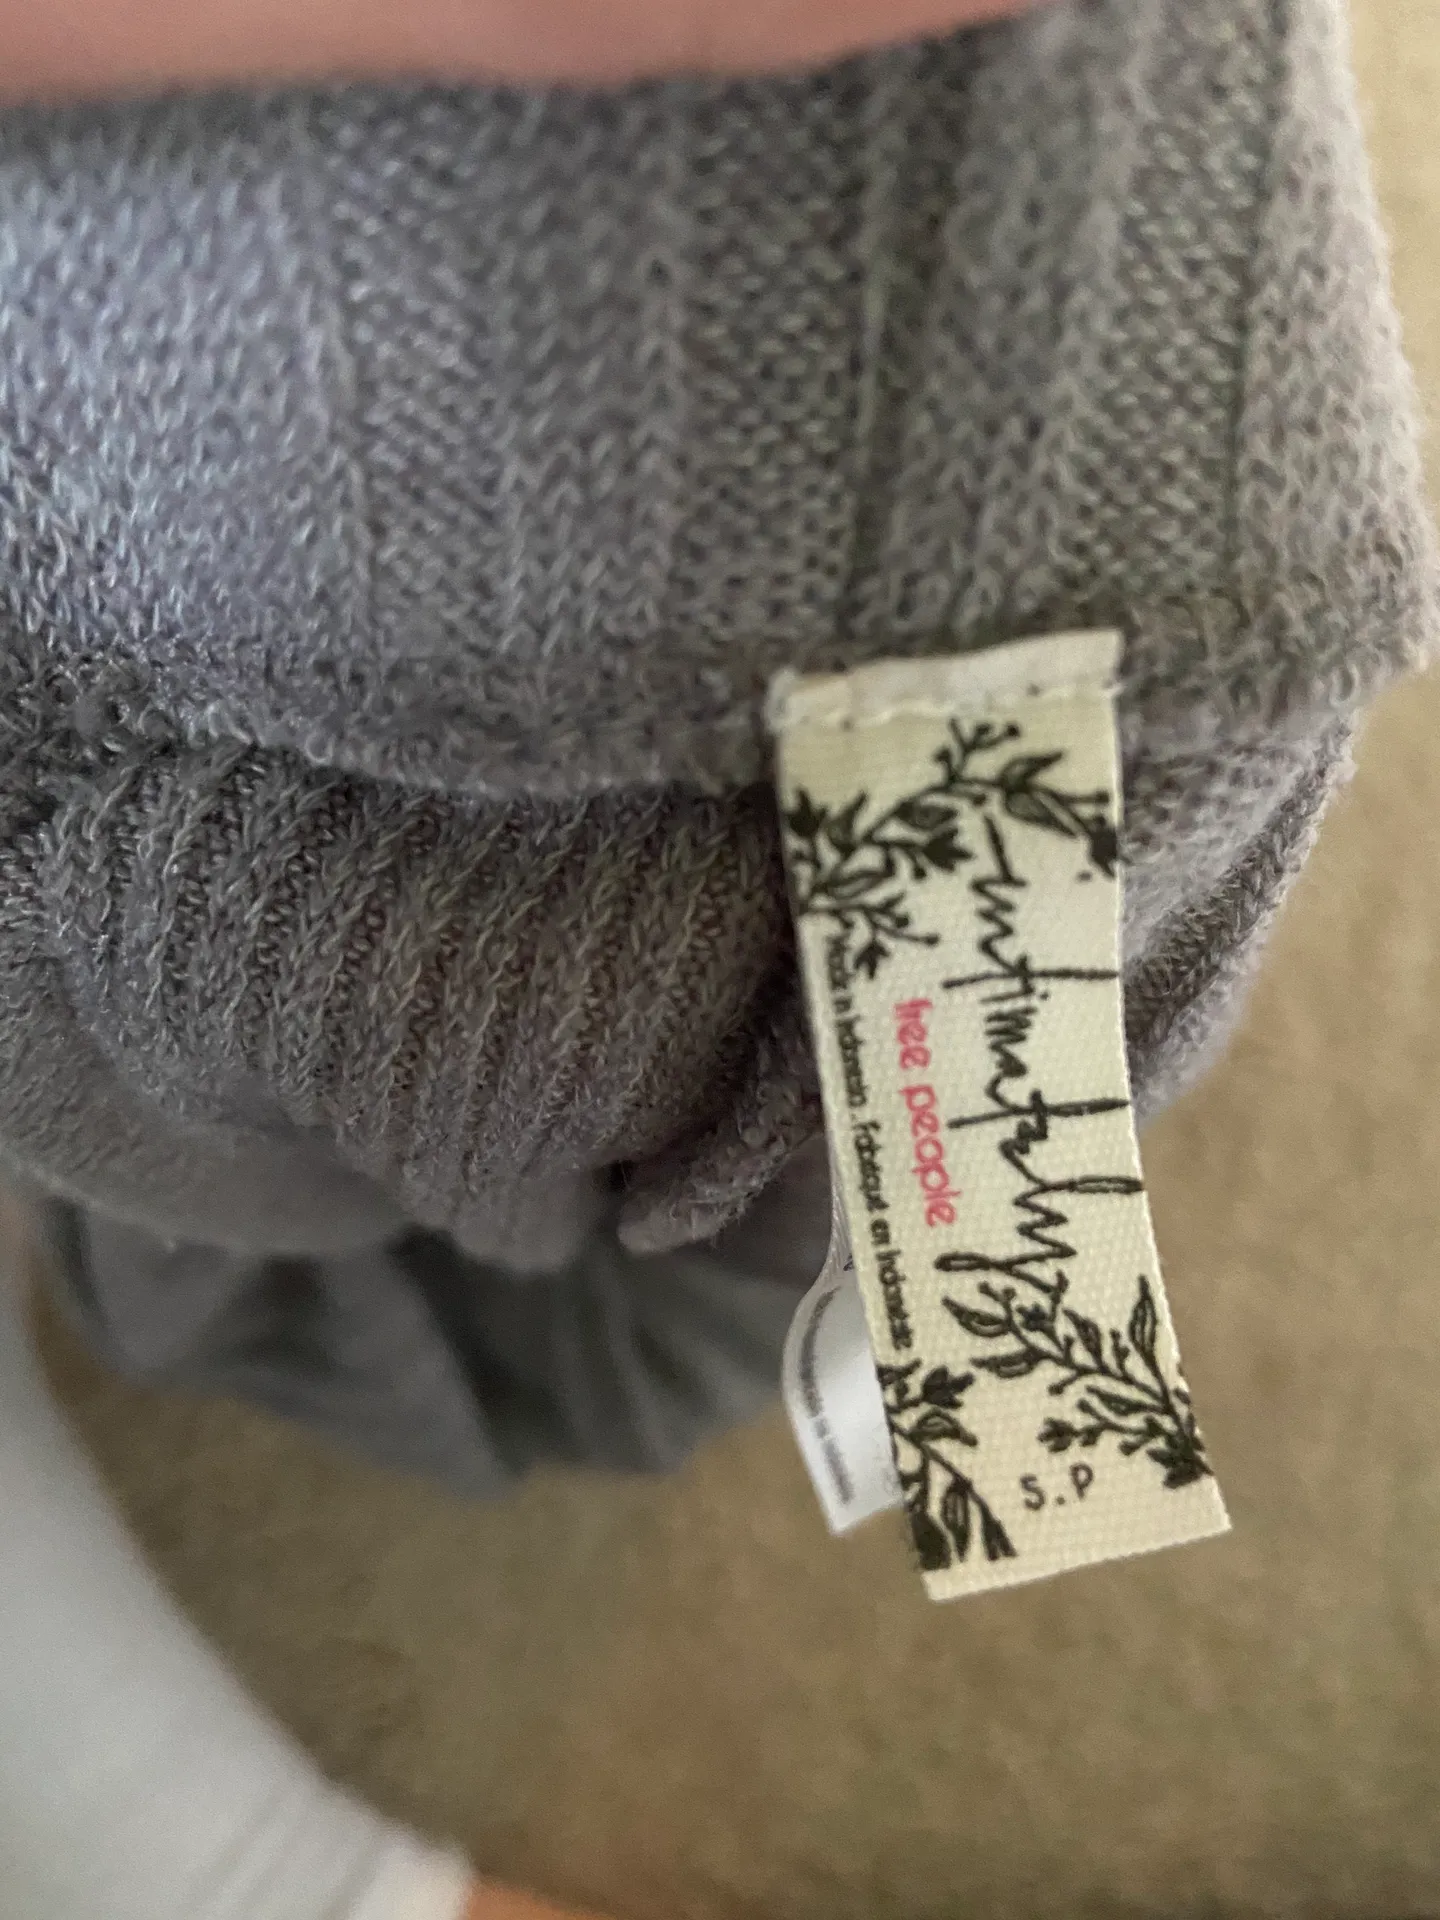 intimately
free people
Made in Indonesia . Fabriqué en Indonésie
S.P